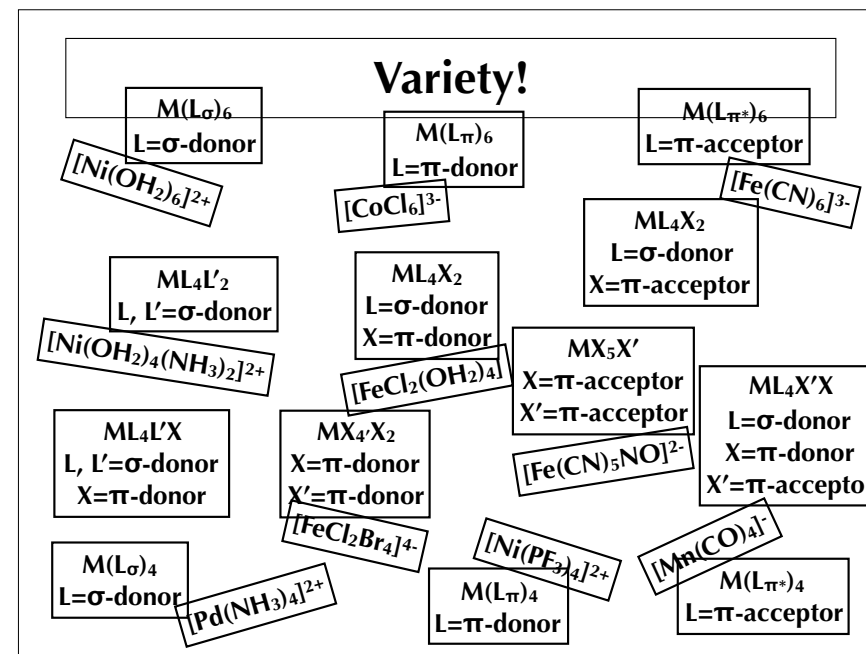 Variety!
M(Lσ)₆
L=σ-donor
[Ni(OH₂)₆]²⁺
M(Lπ)₆
L=π-donor
[CoCl₆]³⁻
M(Lπ*)₆
L=π-acceptor
[Fe(CN)₆]³⁻
ML₄X₂
L=σ-donor
X=π-acceptor
ML₄L'₂
L, L'=σ-donor
[Ni(OH₂)₄(NH₃)₂]²⁺
ML₄X₂
L=σ-donor
X=π-donor
[FeCl₂(OH₂)₄]
MX₅X'
X=π-acceptor
X'=π-acceptor
[Fe(CN)₅NO]²⁻
ML₄X'X
L=σ-donor
X=π-donor
X'=π-accepto
ML₄L'X
L, L'=σ-donor
X=π-donor
MX₄'X₂
X=π-donor
X'=π-donor
[FeCl₂Br₄]⁴⁻
M(Lσ)₄
L=σ-donor
[Pd(NH₃)₄]²⁺
[Ni(PF₃)₄]²⁺
M(Lπ)₄
L=π-donor
[Mn(CO)₄]⁻
M(Lπ*)₄
L=π-acceptor